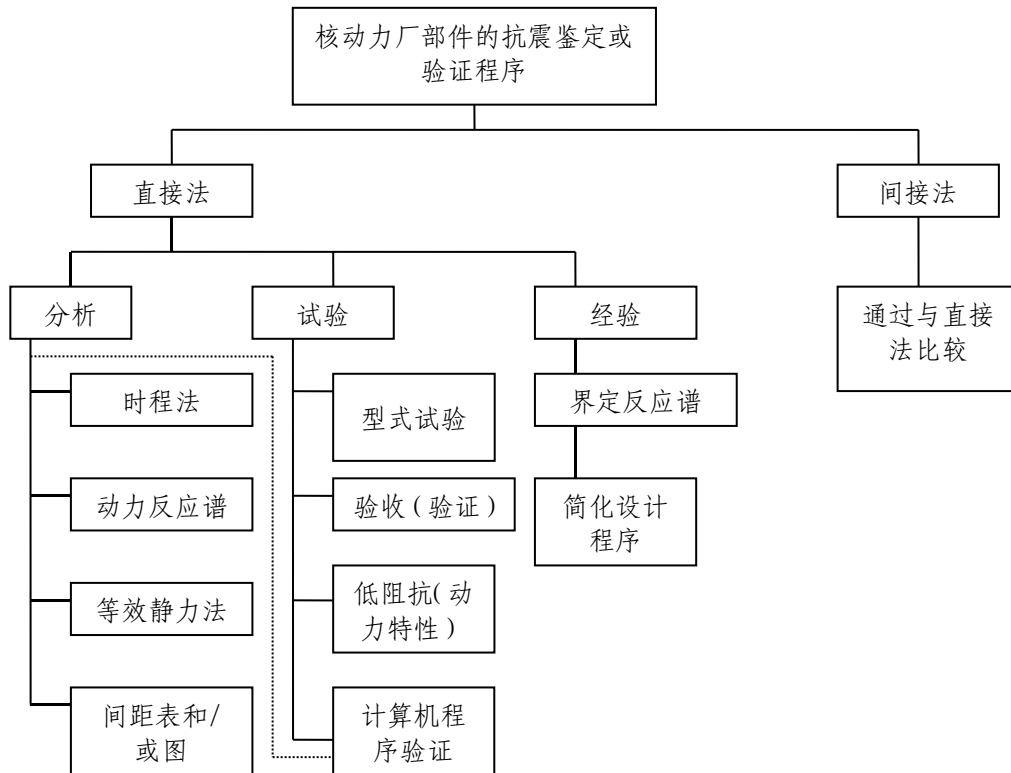 核动力厂部件的抗震鉴定或
验证程序
直接法
间接法
分析
试验
经验
通过与直接
法比较
时程法
型式试验
界定反应谱
动力反应谱
验收(验证)
简化设计
程序
等效静力法
低阻抗(动
力特性)
间距表和/
或图
计算机程
序验证